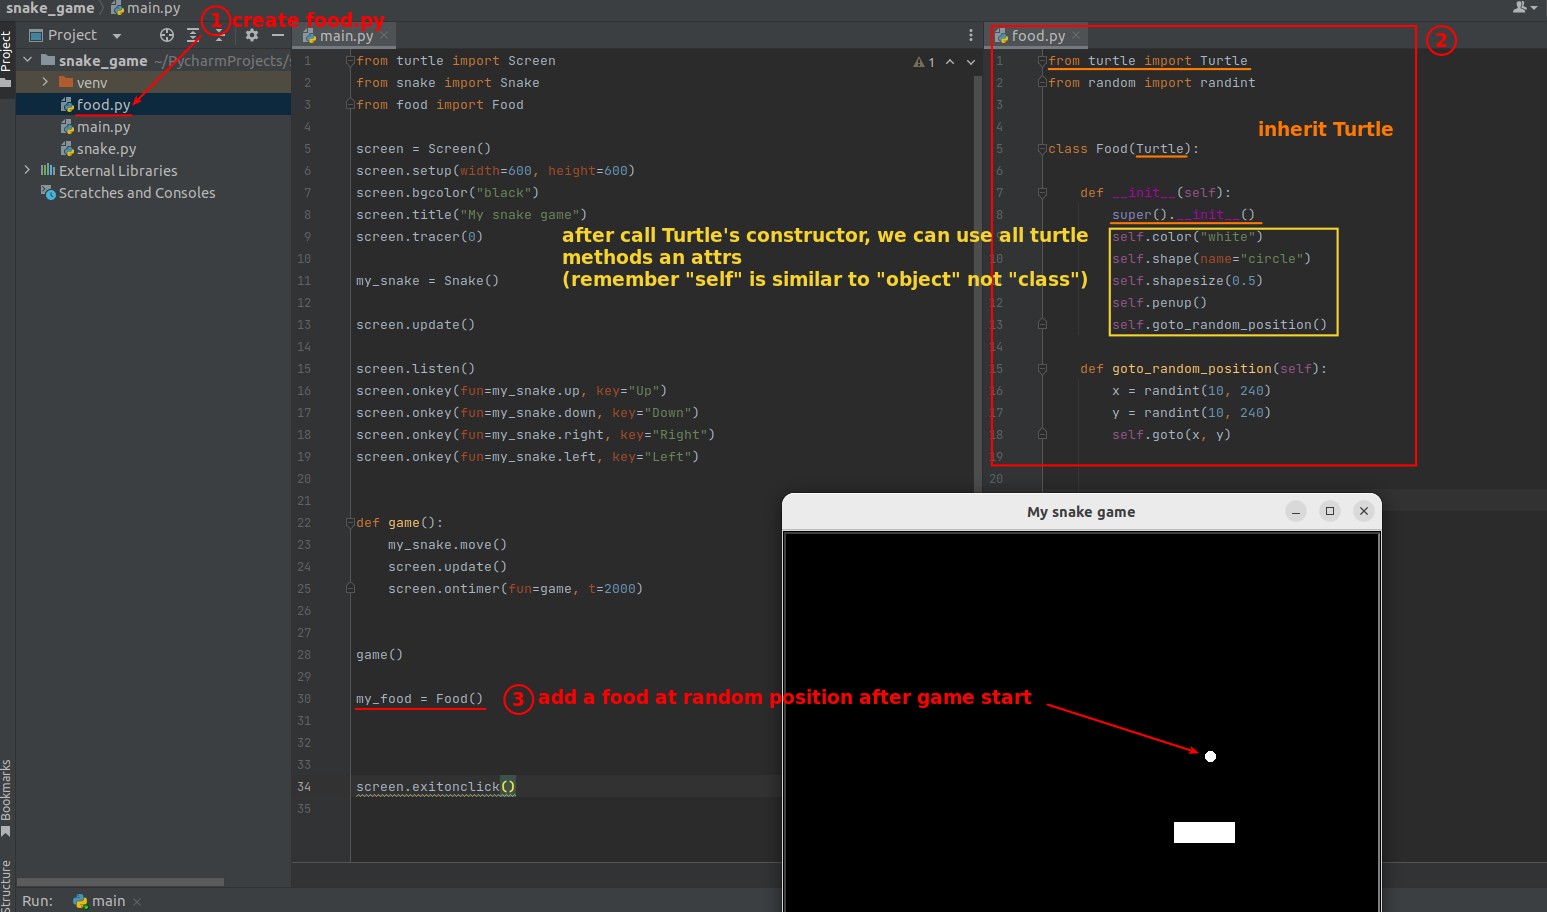 snake_game 〉 main.py
① create food.py
Project
main.py
food.py
②
Project
snake_game ~/PycharmProjects/s
venv
food.py
main.py
snake.py
External Libraries
Scratches and Consoles
1 from turtle import Screen
2 from snake import Snake
3 from food import Food
4
5 screen = Screen()
6 screen.setup(width=600, height=600)
7 screen.bgcolor("black")
8 screen.title("My snake game")
9 screen.tracer(0)
10
11 my_snake = Snake()
12
13 screen.update()
14
15 screen.listen()
16 screen.onkey(fun=my_snake.up, key="Up")
17 screen.onkey(fun=my_snake.down, key="Down")
18 screen.onkey(fun=my_snake.right, key="Right")
19 screen.onkey(fun=my_snake.left, key="Left")
20
21
22 def game():
23 my_snake.move()
24 screen.update()
25 screen.ontimer(fun=game, t=2000)
26
27
28 game()
29
30 my_food = Food()
31
32
33
34 screen.exitonclick()
35
1
after call Turtle's constructor, we can use all turtle
methods an attrs
(remember "self" is similar to "object" not "class")
③ add a food at random position after game start
1 from turtle import Turtle
2 from random import randint
3
4
inherit Turtle
5 class Food(Turtle):
6
7 def __init__(self):
8 super().__init__()
self.color("white")
10 self.shape(name="circle")
11 self.shapesize(0.5)
12 self.penup()
13 self.goto_random_position()
14
15 def goto_random_position(self):
16 x = randint(10, 240)
17 y = randint(10, 240)
18 self.goto(x, y)
19
20
My snake game
Bookmarks
Structure
Run: main